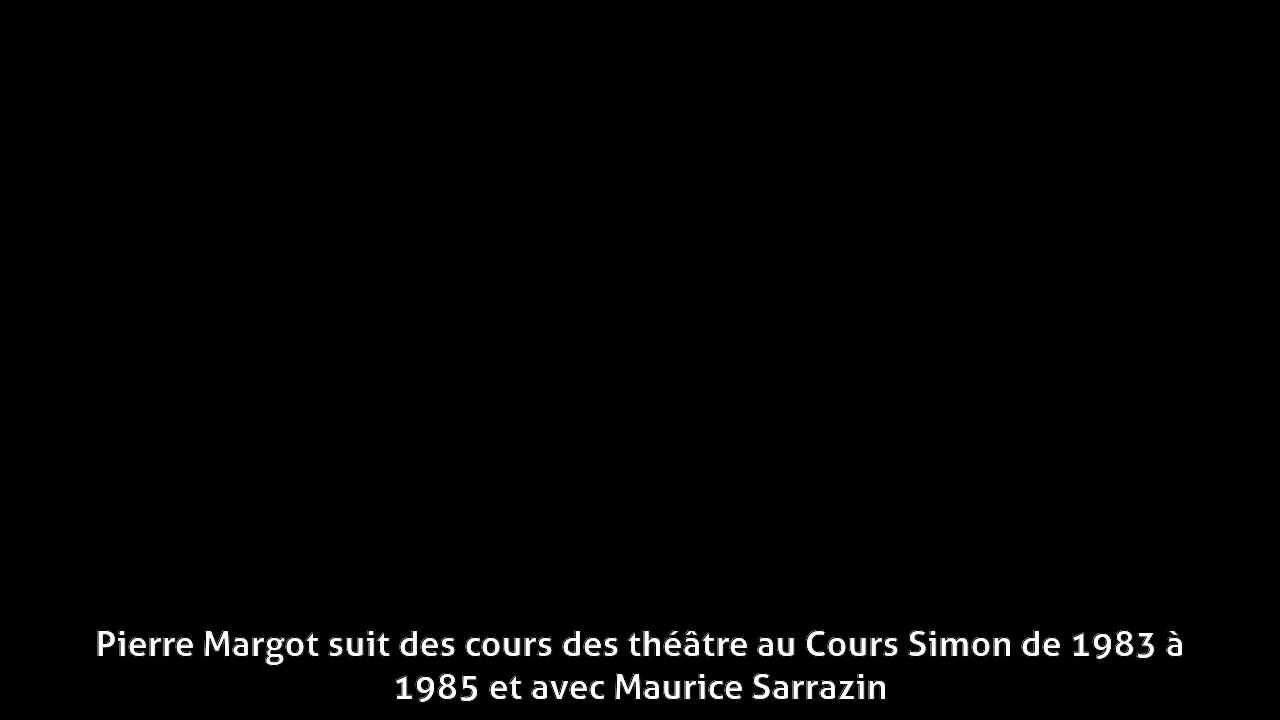 Pierre Margot suit des cours des théâtre au Cours Simon de 1983 à
1985 et avec Maurice Sarrazin